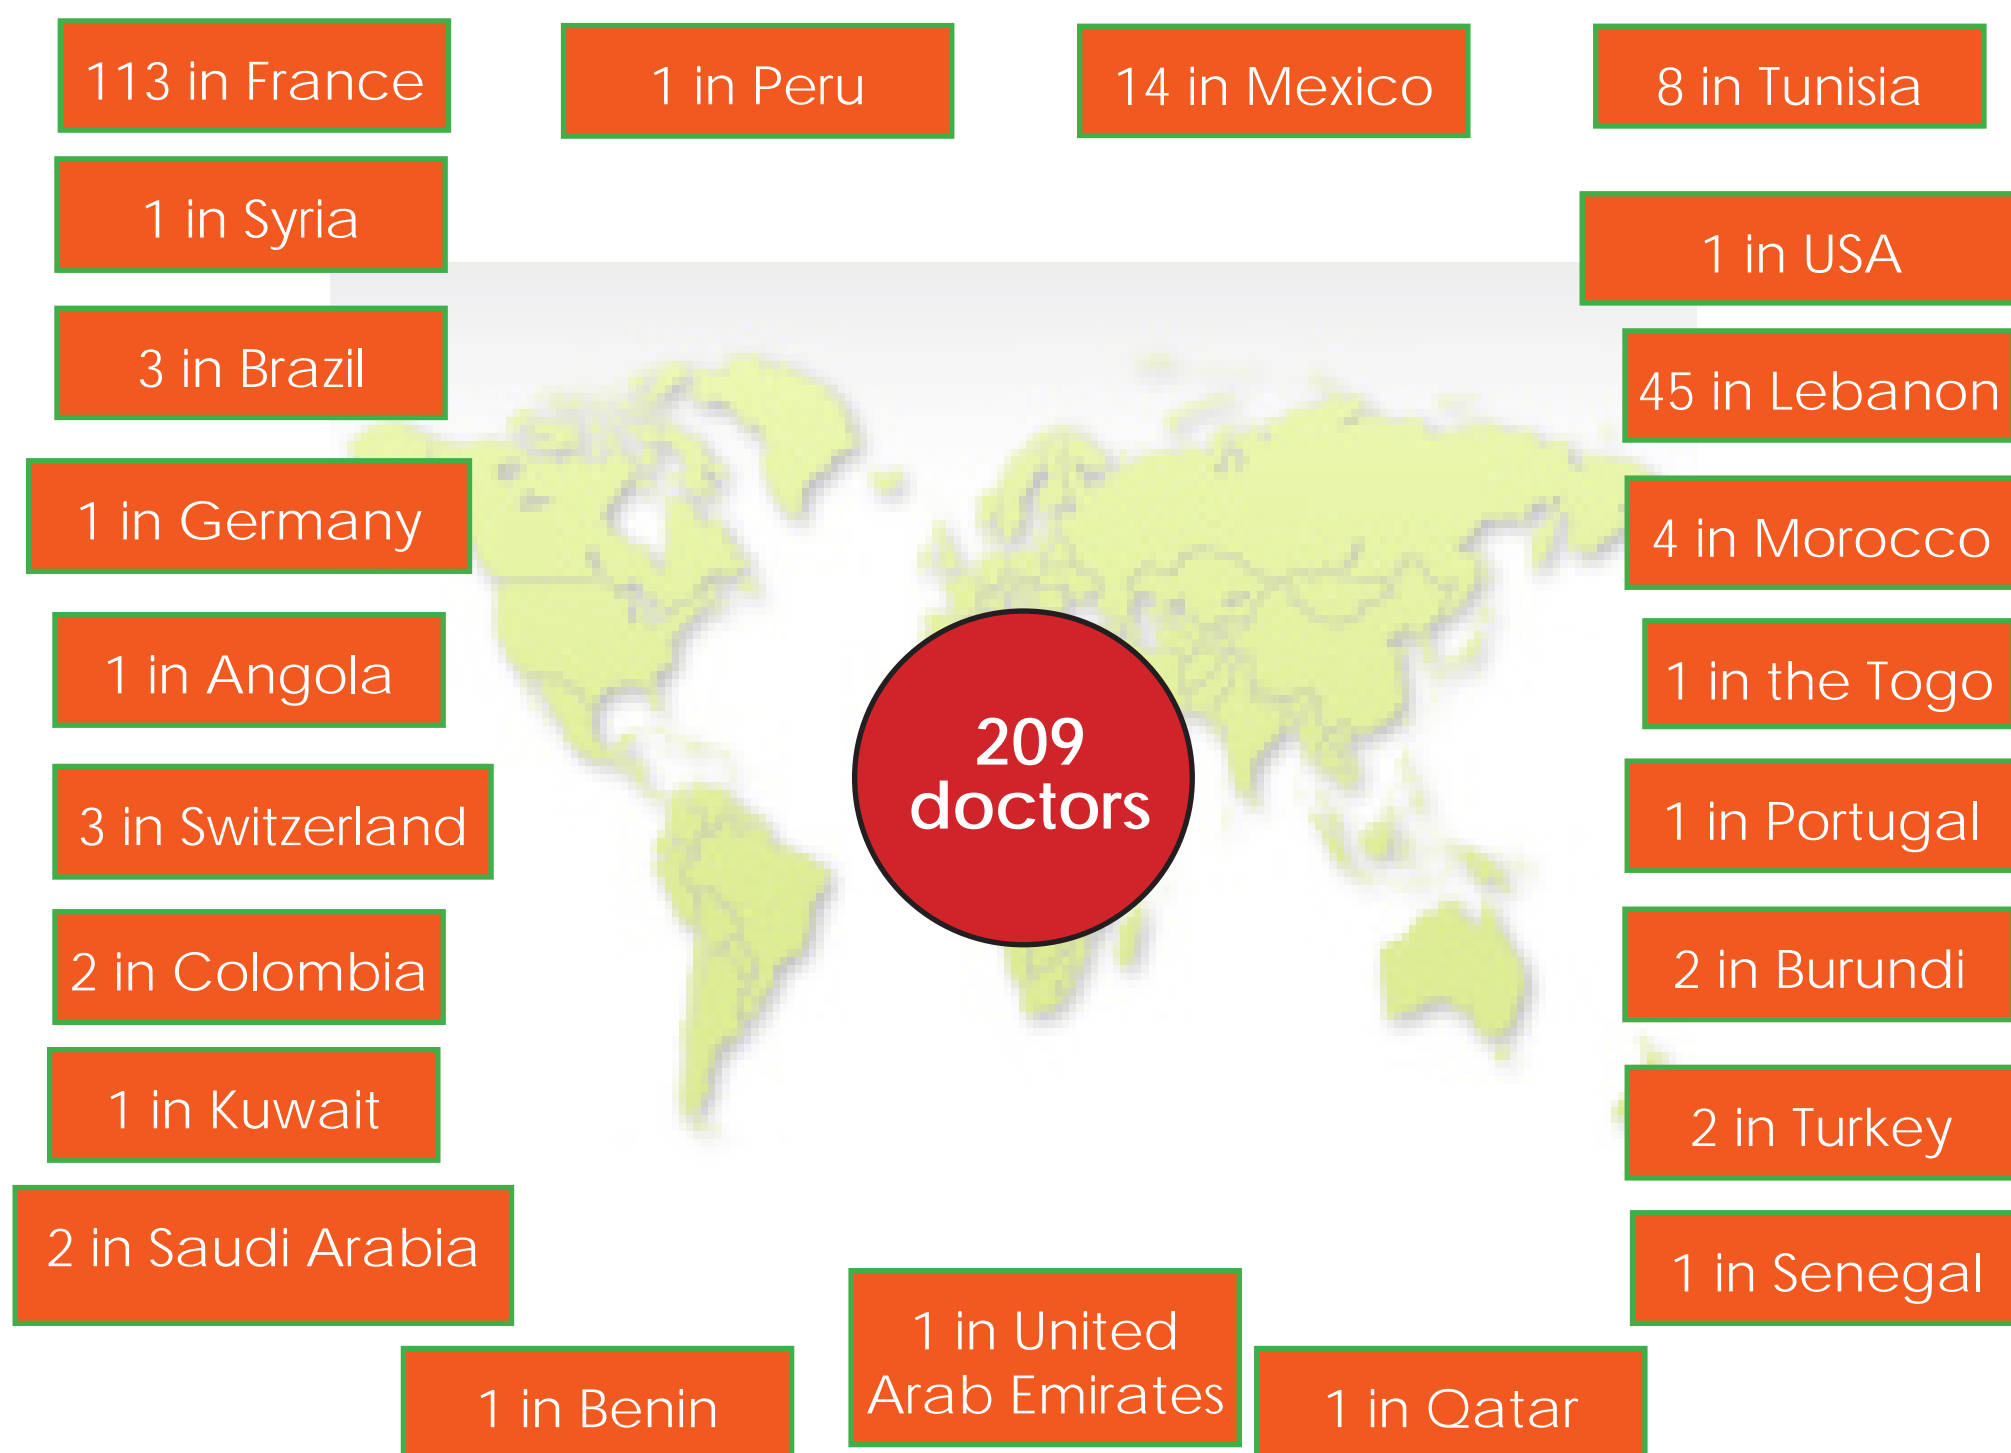 113 in France
1 in Peru
14 in Mexico
8 in Tunisia
1 in Syria
1 in USA
3 in Brazil
45 in Lebanon
1 in Germany
4 in Morocco
1 in Angola
1 in the Togo
209
doctors
3 in Switzerland
1 in Portugal
2 in Colombia
2 in Burundi
1 in Kuwait
2 in Turkey
2 in Saudi Arabia
1 in Senegal
1 in United
Arab Emirates
1 in Benin
1 in Qatar